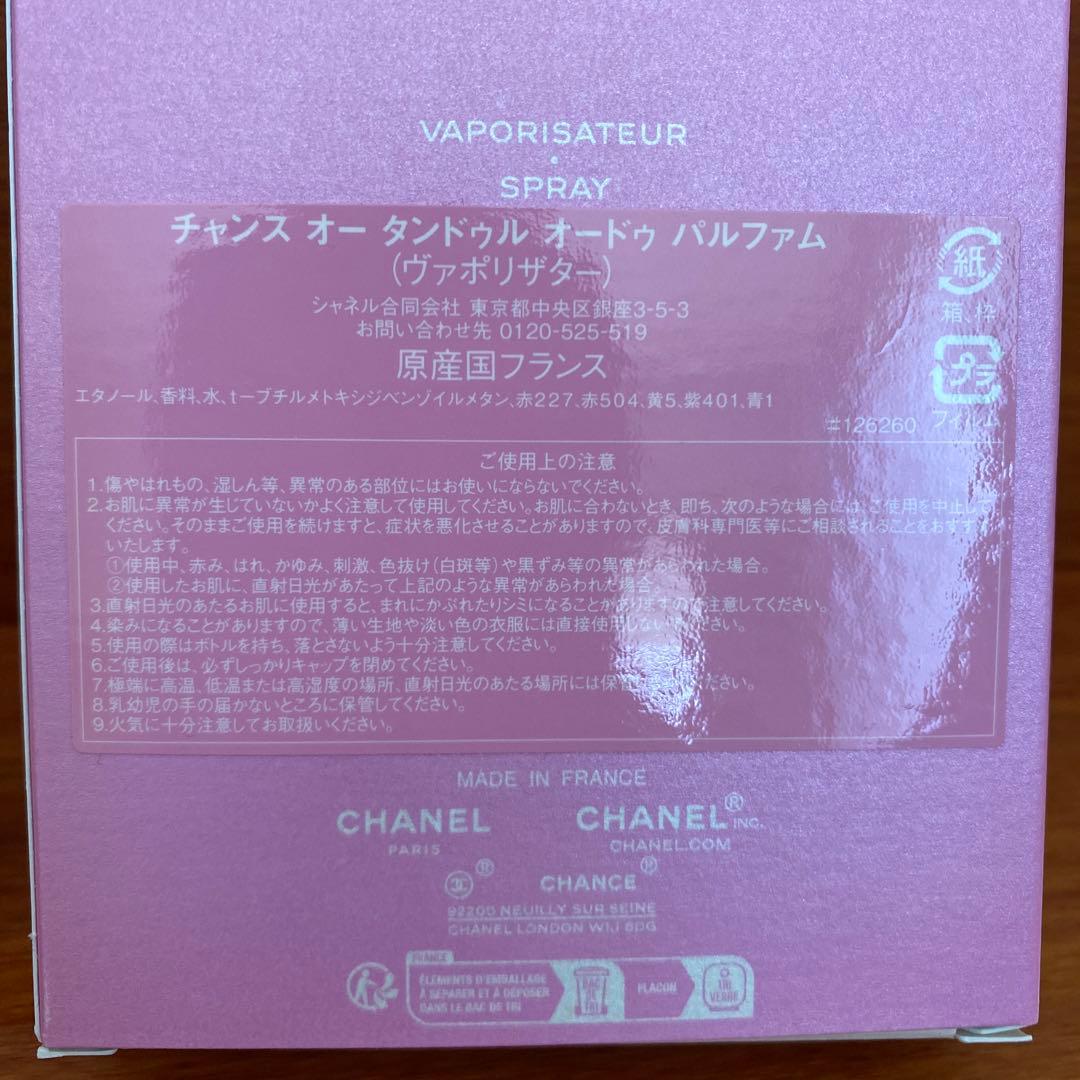 VAPORISATEUR
SPRAY
チャンス オー タンドゥル オードゥ パルファム
(ヴァポリザター)
シャネル合同会社 東京都中央区銀座3-5-3
お問い合わせ先 0120-525-519
原産国フランス
エタノール、香料、水、t-ブチルメトキシジベンゾイルメタン、赤227、赤504、黄5、紫401、青1
紙
箱、枠
プラ
フィルム
#126260
ご使用上の注意
1.傷やはれもの、湿しん等、異常のある部位にはお使いにならないでください。
2.お肌に異常が生じていないかよく注意して使用してください。お肌に合わないとき、即ち、次のような場合には、ご使用を中止して
ください。そのままご使用を続けますと、症状を悪化させることがありますので、皮膚科専門医等にご相談されることをおすすめ
いたします。
①使用中、赤み、はれ、かゆみ、刺激、色抜け(白斑等)や黒ずみ等の異常があらわれた場合。
②使用したお肌に、直射日光があたって上記のような異常があらわれた場合。
3.直射日光のあたるお肌に使用すると、まれにかぶれたりシミになることがありますので注意してください。
4.染みになることがありますので、薄い生地や淡い色の衣服には直接使用しないでください。
5.使用の際はボトルを持ち、落とさないよう十分注意してください。
6.ご使用後は、必ずしっかりキャップを閉めてください。
7.極端に高温、低温または高湿度の場所、直射日光のあたる場所には保管しないでください。
8.乳幼児の手の届かないところに保管してください。
9.火気に十分注意してお取扱いください。
MADE IN FRANCE
CHANEL CHANEL® INC.
PARIS CHANEL.COM
® CHANCE®
92200 NEUILLY SUR SEINE
CHANEL LONDON W1J 6DG
FRANCE
ÉLÉMENTS D'EMBALLAGE
À SÉPARER ET À DÉPOSER
DANS LE BAC DE TRI
BAC DE TRI
FLACON
TRI VERRE